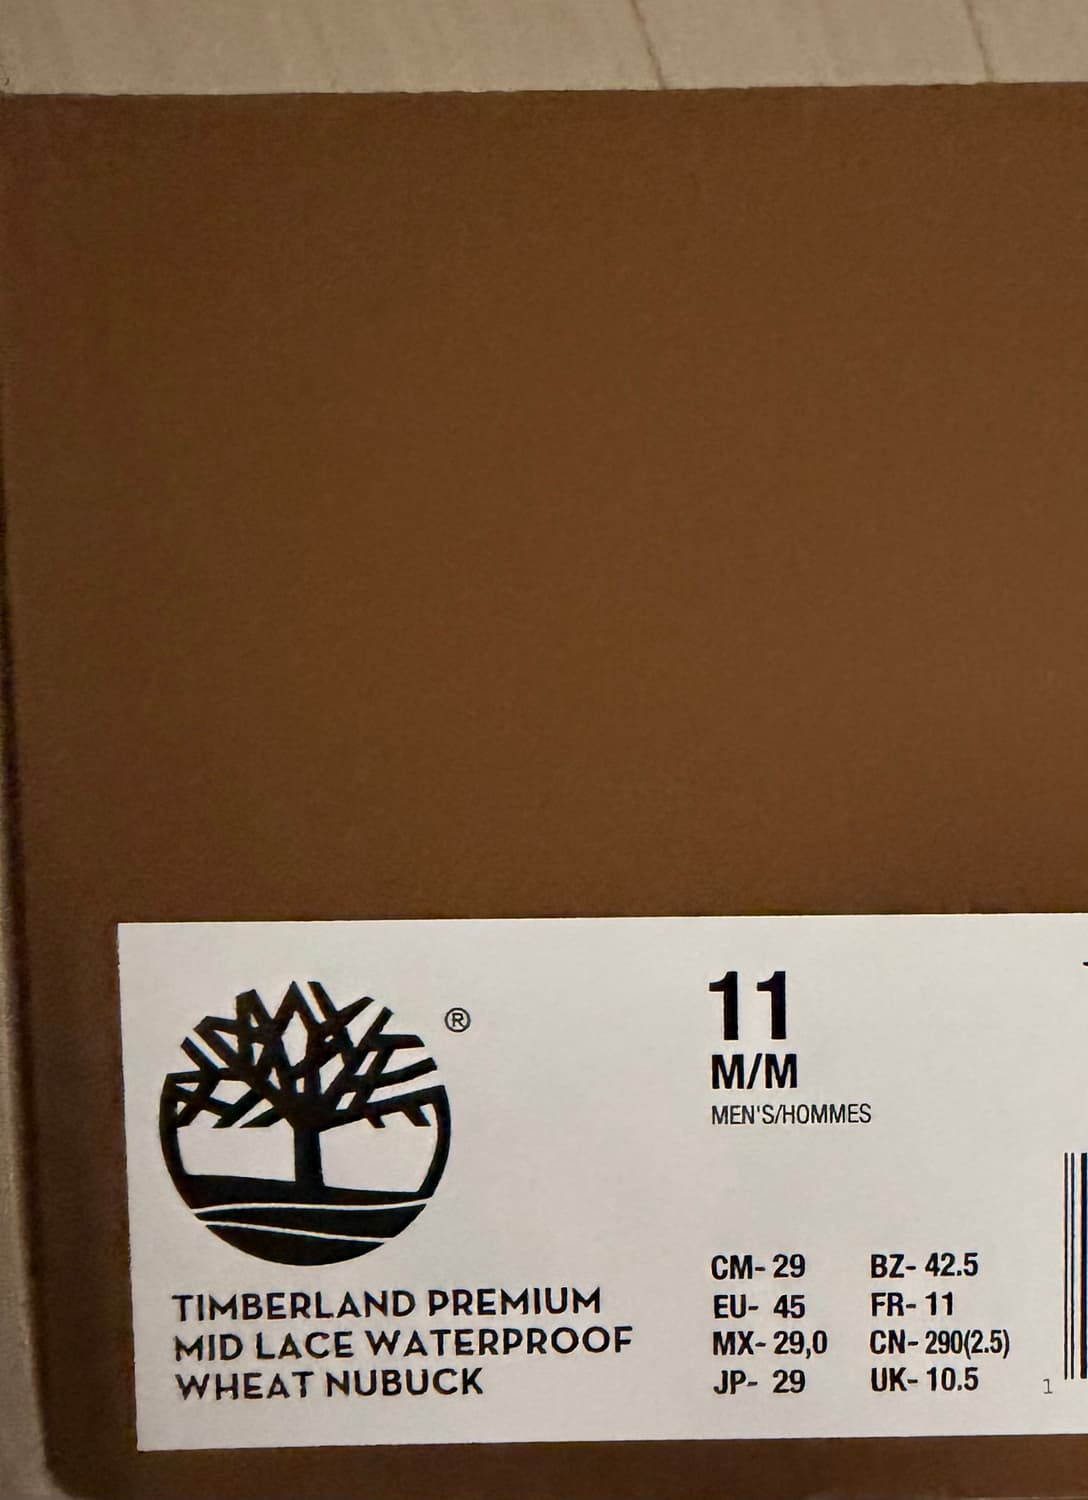 ®
11
M/M
MEN'S/HOMMES
CM- 29 BZ- 42.5
EU- 45 FR- 11
MX- 29,0 CN- 290(2.5)
JP- 29 UK- 10.5
1
TIMBERLAND PREMIUM
MID LACE WATERPROOF
WHEAT NUBUCK